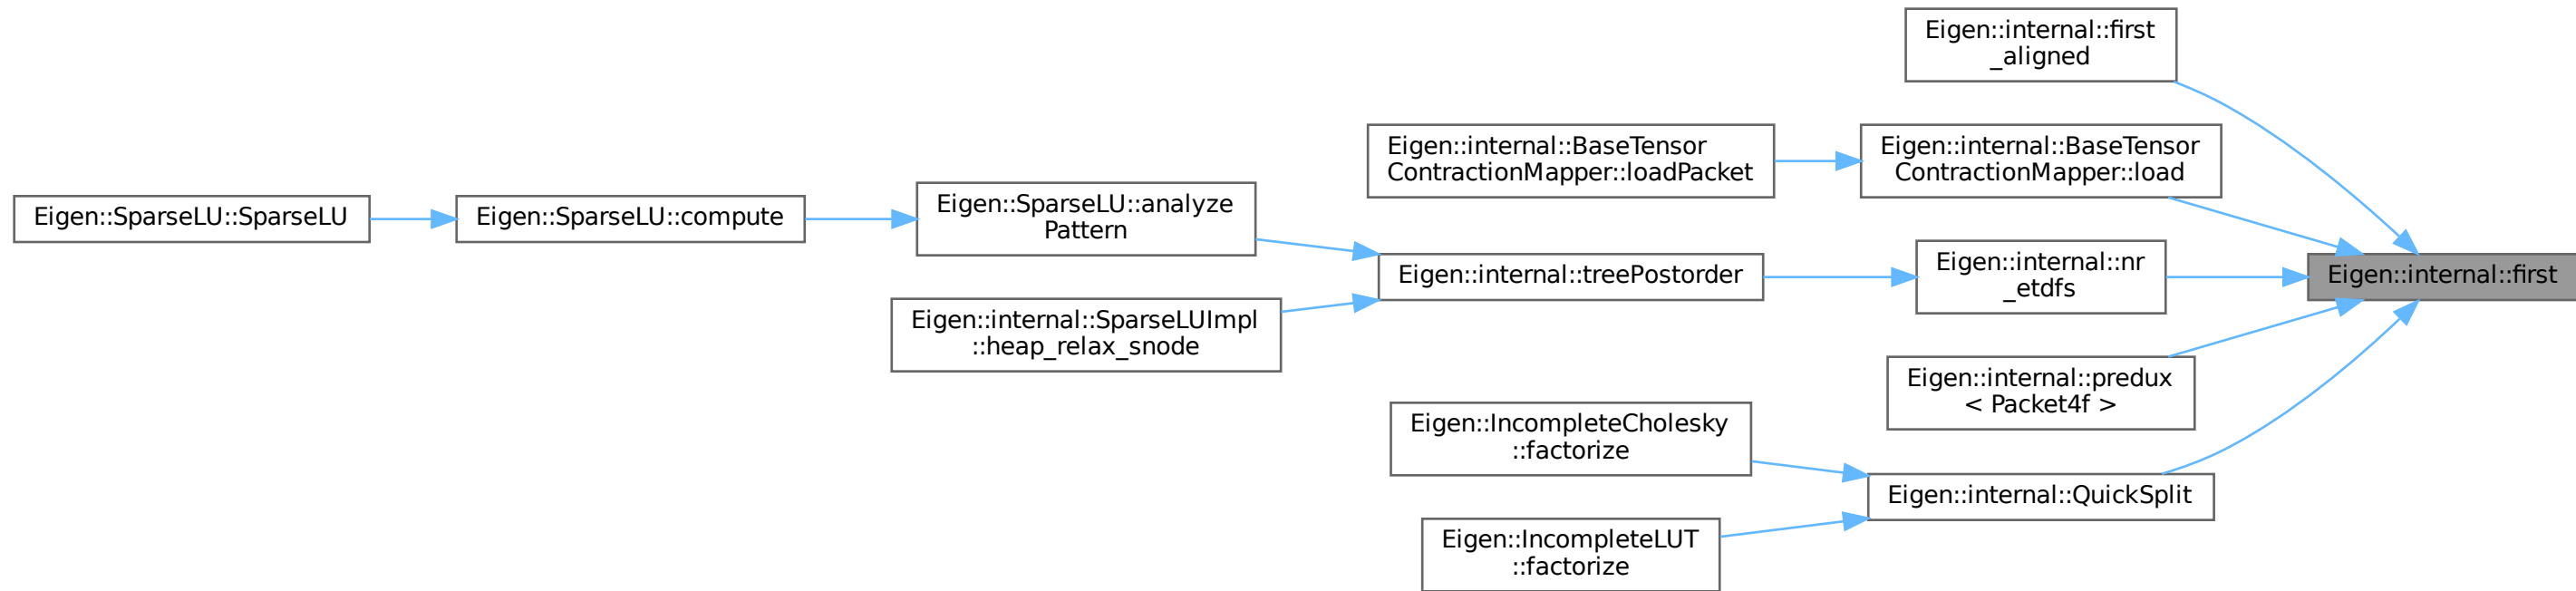 Eigen::internal::first
_aligned
Eigen::internal::BaseTensor
ContractionMapper::loadPacket
Eigen::internal::BaseTensor
ContractionMapper::load
Eigen::SparseLU::SparseLU
Eigen::SparseLU::compute
Eigen::SparseLU::analyze
Pattern
Eigen::internal::treePostorder
Eigen::internal::nr
_etdfs
Eigen::internal::first
Eigen::internal::SparseLUImpl
::heap_relax_snode
Eigen::internal::predux
< Packet4f >
Eigen::IncompleteCholesky
::factorize
Eigen::internal::QuickSplit
Eigen::IncompleteLUT
::factorize